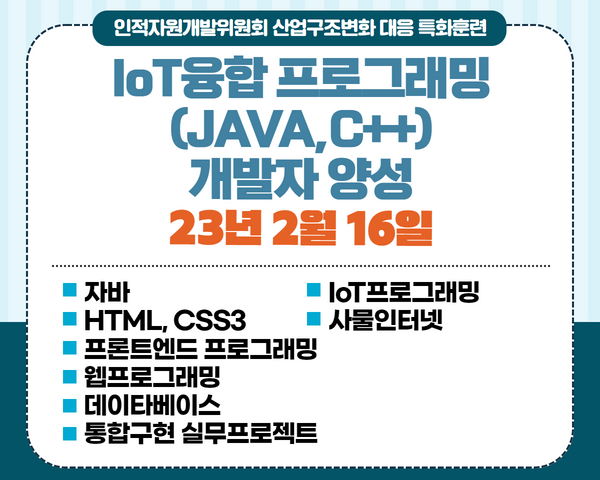 인적자원개발위원회 산업구조변화 대응 특화훈련
IoT융합 프로그래밍
(JAVA,C++)
개발자 양성
23년 2월 16일
자바
HTML, CSS3
프론트엔드 프로그래밍
웹프로그래밍
데이타베이스
통합구현 실무프로젝트
IoT프로그래밍
사물인터넷